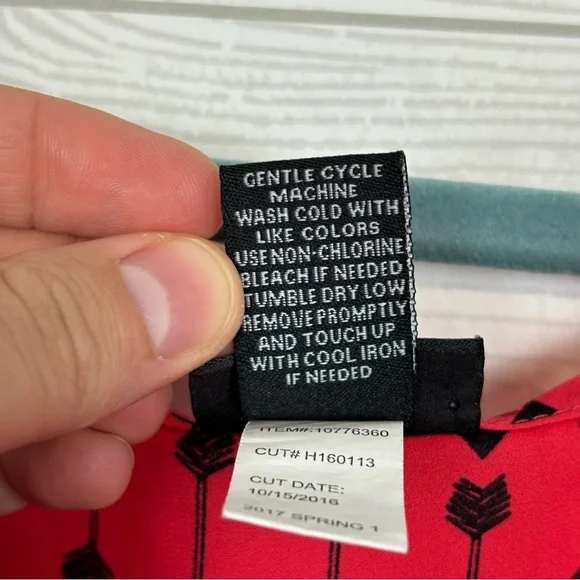 GENTLE CYCLE
MACHINE
WASH COLD WITH
LIKE COLORS
USE NON-CHLORINE
BLEACH IF NEEDED
TUMBLE DRY LOW
REMOVE PROMPTLY
AND TOUCH UP
WITH COOL IRON
IF NEEDED
ITEM#:10776360
CUT# H160113
CUT DATE:
10/15/2016
2017 SPRING 1